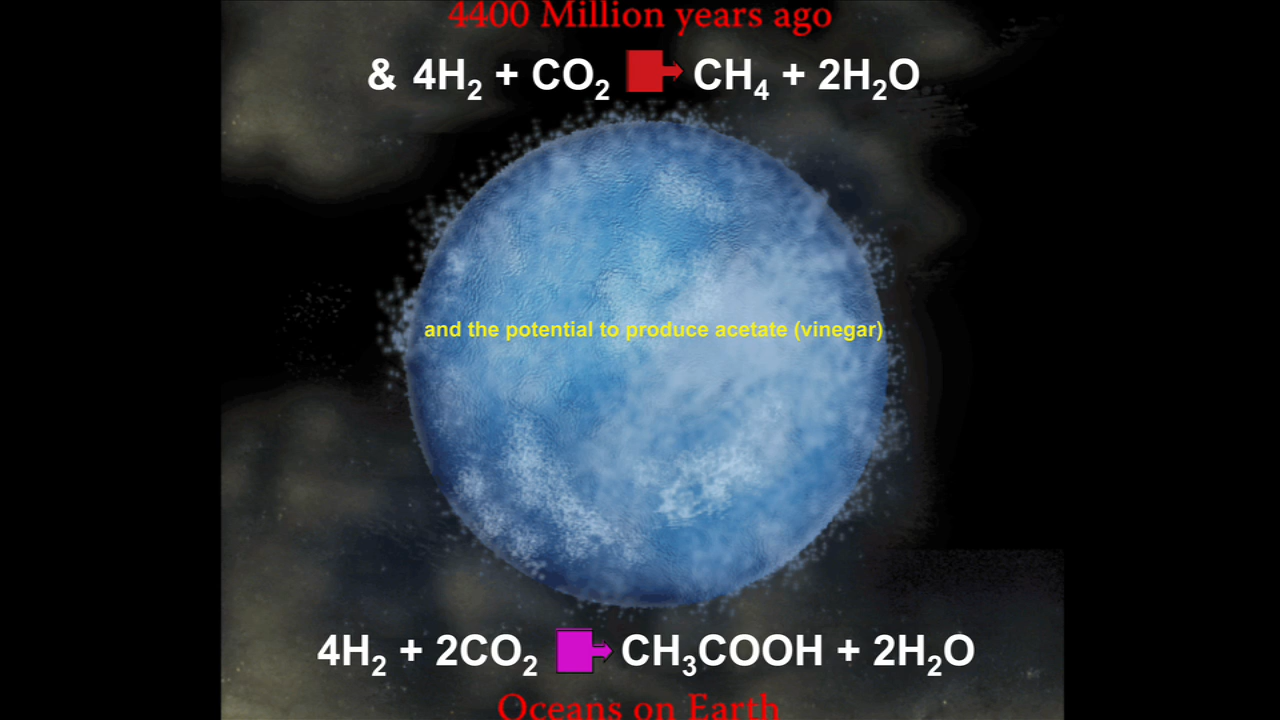 4400 Million years ago
& 4H₂ + CO₂ CH₄ + 2H₂O
and the potential to produce acetate (vinegar)
4H₂ + 2CO₂ CH₃COOH + 2H₂O
Oceans on Earth